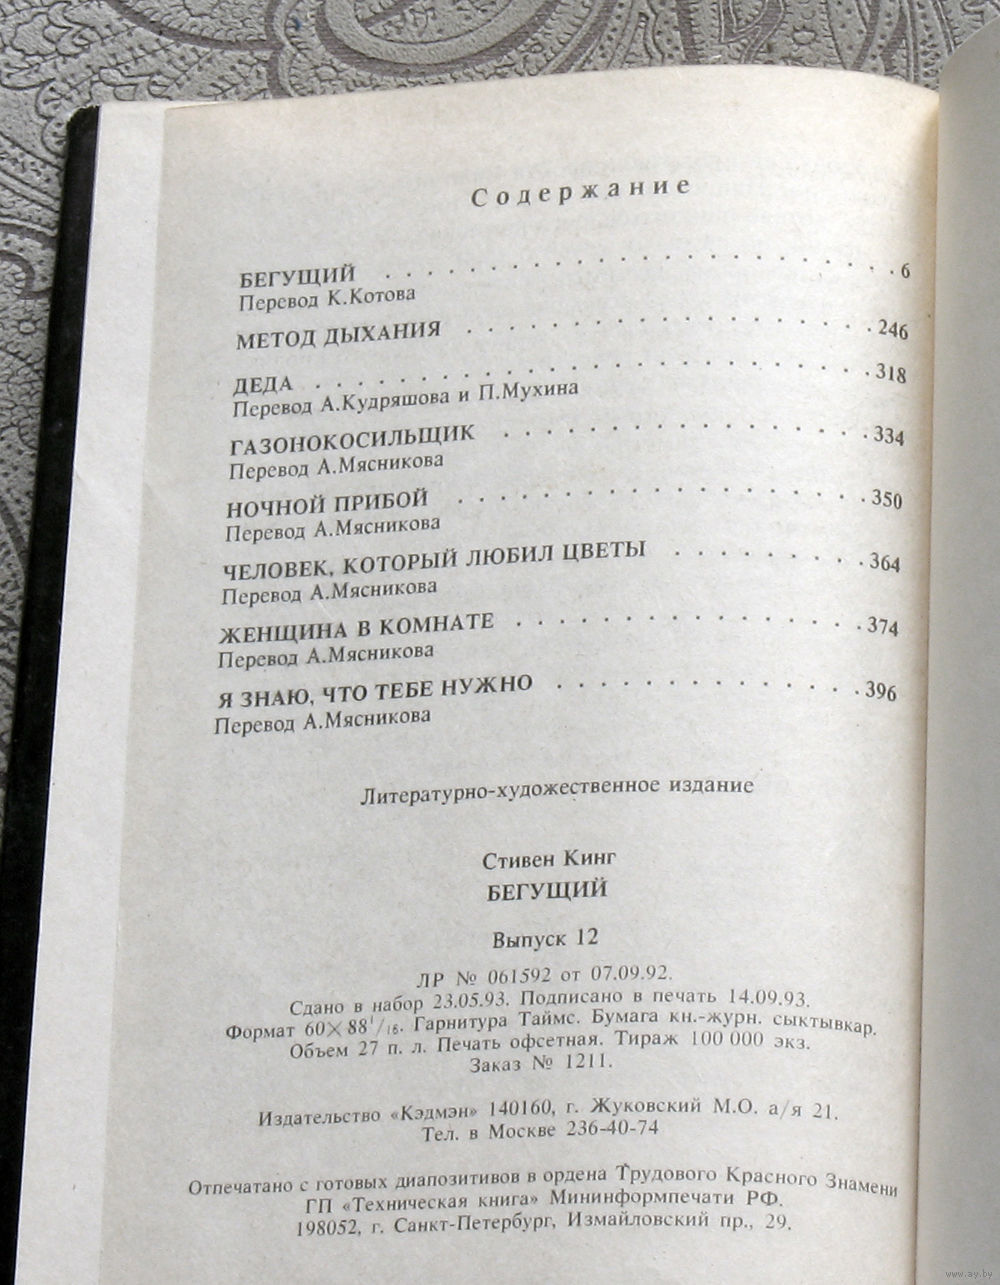 Содержание
БЕГУЩИЙ . . . . . . . . . . . . . . . . . . . . . . . . . 6
Перевод К.Котова
МЕТОД ДЫХАНИЯ . . . . . . . . . . . . . . . . . . . 246
ДЕДА . . . . . . . . . . . . . . . . . . . . . . . . . . . 318
Перевод А.Кудряшова и П.Мухина
ГАЗОНОКОСИЛЬЩИК . . . . . . . . . . . . . . . . . 334
Перевод А.Мясникова
НОЧНОЙ ПРИБОЙ . . . . . . . . . . . . . . . . . . . 350
Перевод А.Мясникова
ЧЕЛОВЕК, КОТОРЫЙ ЛЮБИЛ ЦВЕТЫ . . . . . . . . . 364
Перевод А.Мясникова
ЖЕНЩИНА В КОМНАТЕ . . . . . . . . . . . . . . . . 374
Перевод А.Мясникова
Я ЗНАЮ, ЧТО ТЕБЕ НУЖНО . . . . . . . . . . . . . . 396
Перевод А.Мясникова
Литературно-художественное издание
Стивен Кинг
БЕГУЩИЙ
Выпуск 12
ЛР № 061592 от 07.09.92.
Сдано в набор 23.05.93. Подписано в печать 14.09.93.
Формат 60×88 1/16. Гарнитура Таймс. Бумага кн.-журн. сыктывкар.
Объем 27 п. л. Печать офсетная. Тираж 100 000 экз.
Заказ № 1211.
Издательство «Кэдмэн» 140160, г. Жуковский М.О. а/я 21.
Тел. в Москве 236-40-74
Отпечатано с готовых диапозитивов в ордена Трудового Красного Знамени
ГП «Техническая книга» Мининформпечати РФ.
198052, г. Санкт-Петербург, Измайловский пр., 29.
www.ay.by